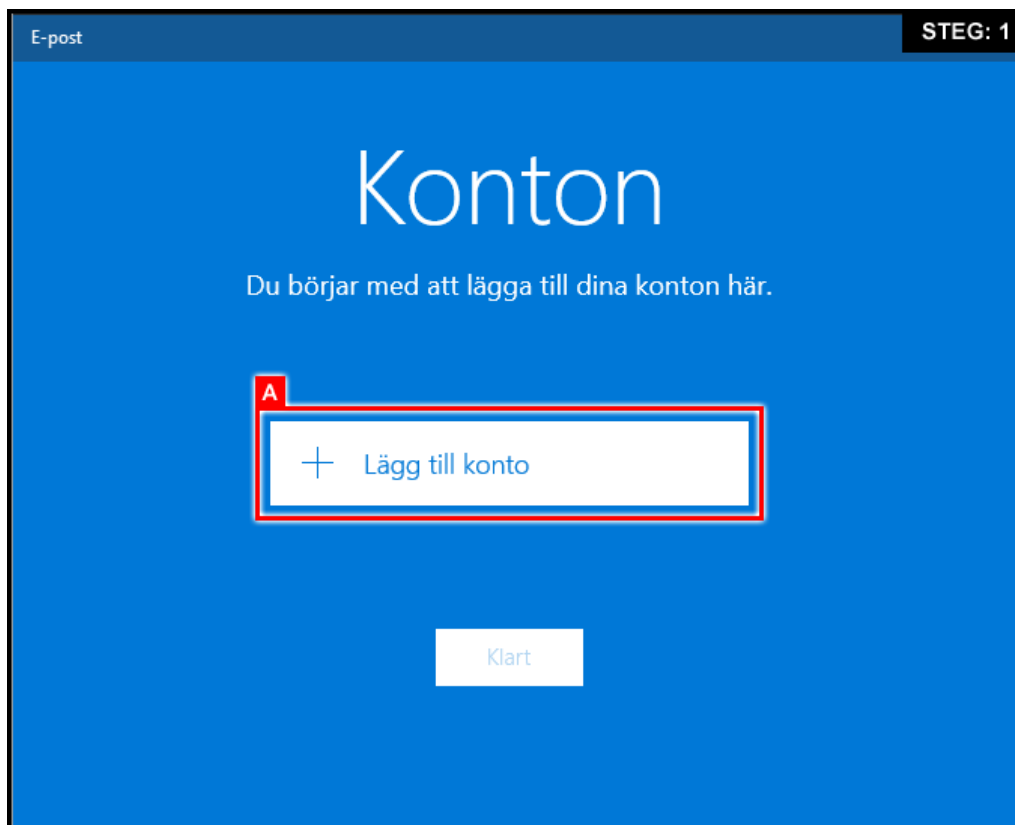 E-post
STEG: 1
Konton
Du börjar med att lägga till dina konton här.
A
Lägg till konto
Klart